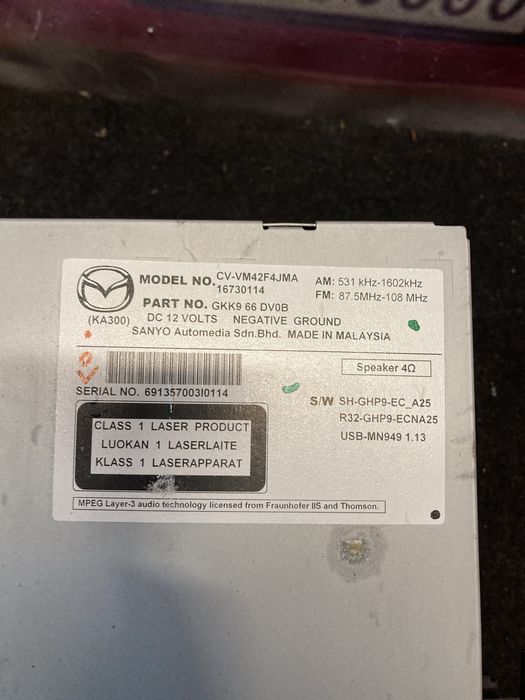 MODEL NO. CV-VM42F4JMA
16730114
AM: 531 kHz-1602kHz
FM: 87.5MHz-108 MHz
PART NO. GKK9 66 DV0B
(KA300) DC 12 VOLTS NEGATIVE GROUND
SANYO Automedia Sdn.Bhd. MADE IN MALAYSIA
Speaker 4Ω
SERIAL NO. 691357003I0114
S/W SH-GHP9-EC_A25
R32-GHP9-ECNA25
USB-MN949 1.13
CLASS 1 LASER PRODUCT
LUOKAN 1 LASERLAITE
KLASS 1 LASERAPPARAT
MPEG Layer-3 audio technology licensed from Fraunhofer IIS and Thomson.